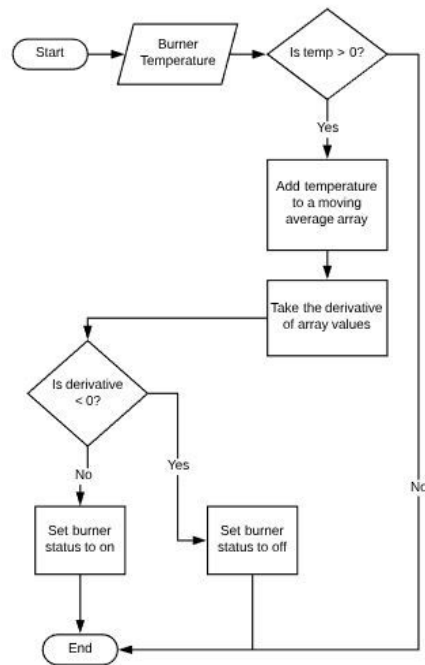 Start
Burner
Temperature
Is temp > 0?
Yes
Add temperature
to a moving
average array
Take the derivative
of array values
Is derivative
< 0?
No
Yes
No
Set burner
status to on
Set burner
status to off
End